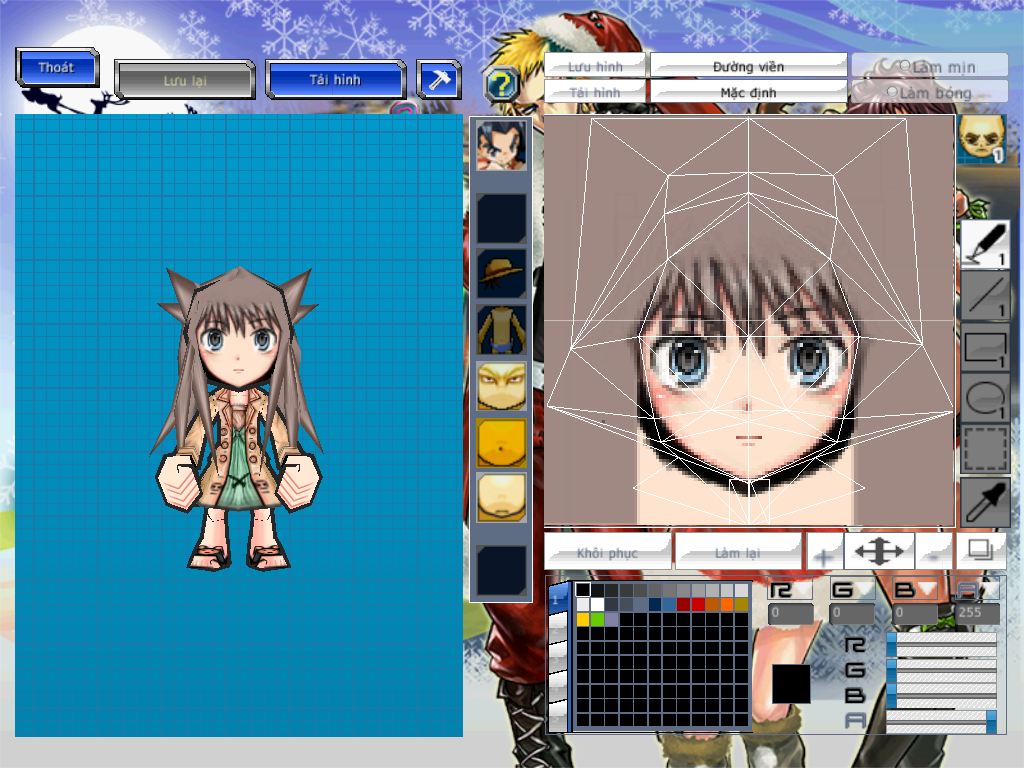 Thoát
Lưu lại
Tải hình
?
Lưu hình
Đường viền
Làm mịn
Tải hình
Mặc định
Làm bóng
1
1
1
1
1
Khôi phục
Làm lại
+
-
1
R G B A
0 0 0 255
R
G
B
A